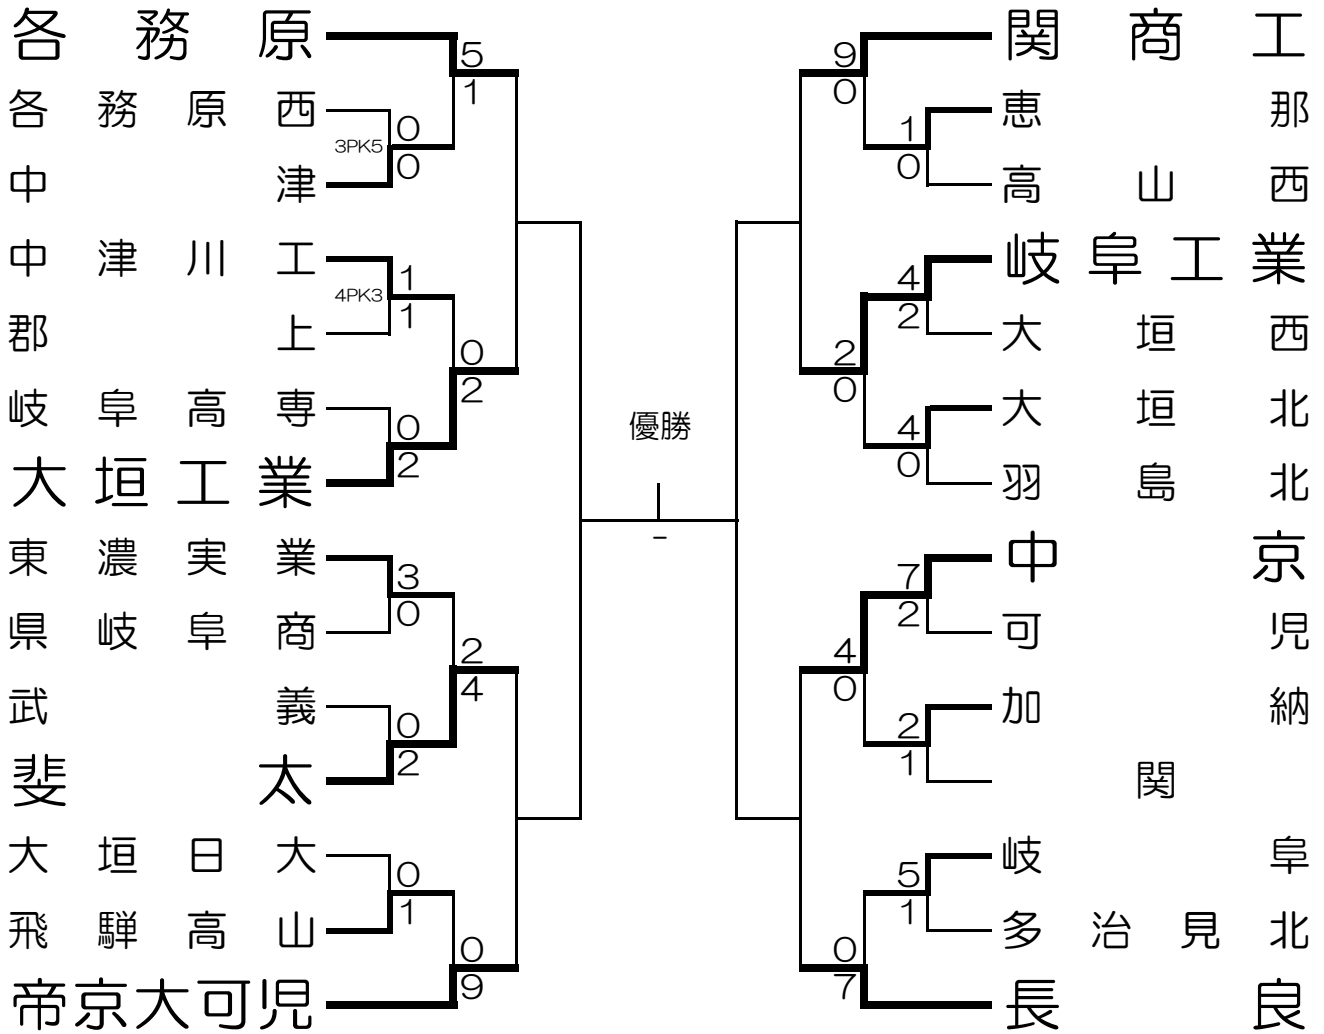 各務原
5
1
各務原西
0
3PK5
0
中津
中津川工
1
4PK3
1
郡上
0
2
岐阜高専
0
2
大垣工業
東濃実業
3
0
県岐阜商
2
4
武義
0
2
斐太
大垣日大
0
1
飛騨高山
0
9
帝京大可児
優勝
-
関商工
9
0
恵那
1
0
高山西
岐阜工業
4
2
大垣西
2
0
大垣北
4
0
羽島北
中京
7
2
可児
4
0
加納
2
1
関
岐阜
5
1
多治見北
0
7
長良